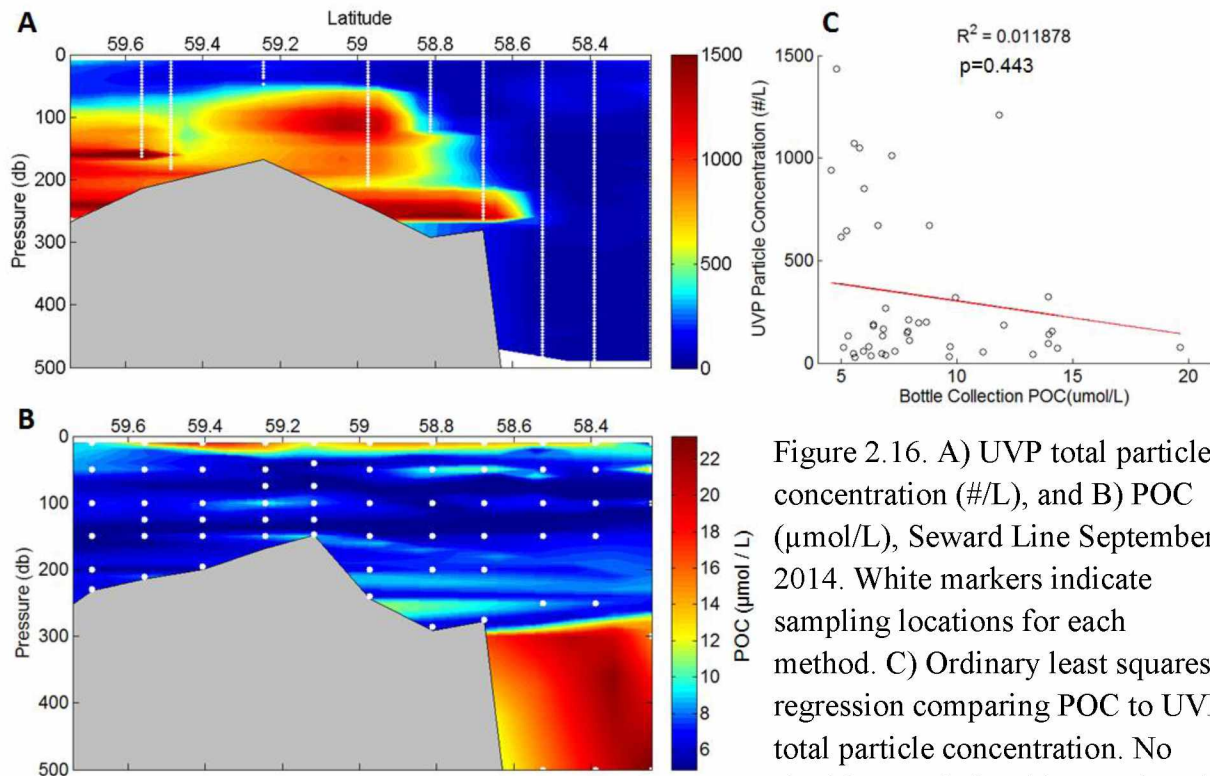 A
Latitude
59.6 59.4 59.2 59 58.8 58.6 58.4
0
100
200
300
400
500
Pressure (db)
1500
1000
500
0
C
R² = 0.011878
p=0.443
1500
1000
500
0
UVP Particle Concentration (#/L)
5 10 15 20
Bottle Collection POC(umol/L)
B
59.6 59.4 59.2 59 58.8 58.6 58.4
0
100
200
300
400
500
Pressure (db)
22
20
18
16
14
12
10
8
6
POC (µmol / L)
Figure 2.16. A) UVP total particle
concentration (#/L), and B) POC
(µmol/L), Seward Line September
2014. White markers indicate
sampling locations for each
method. C) Ordinary least squares
regression comparing POC to UVP
total particle concentration. No